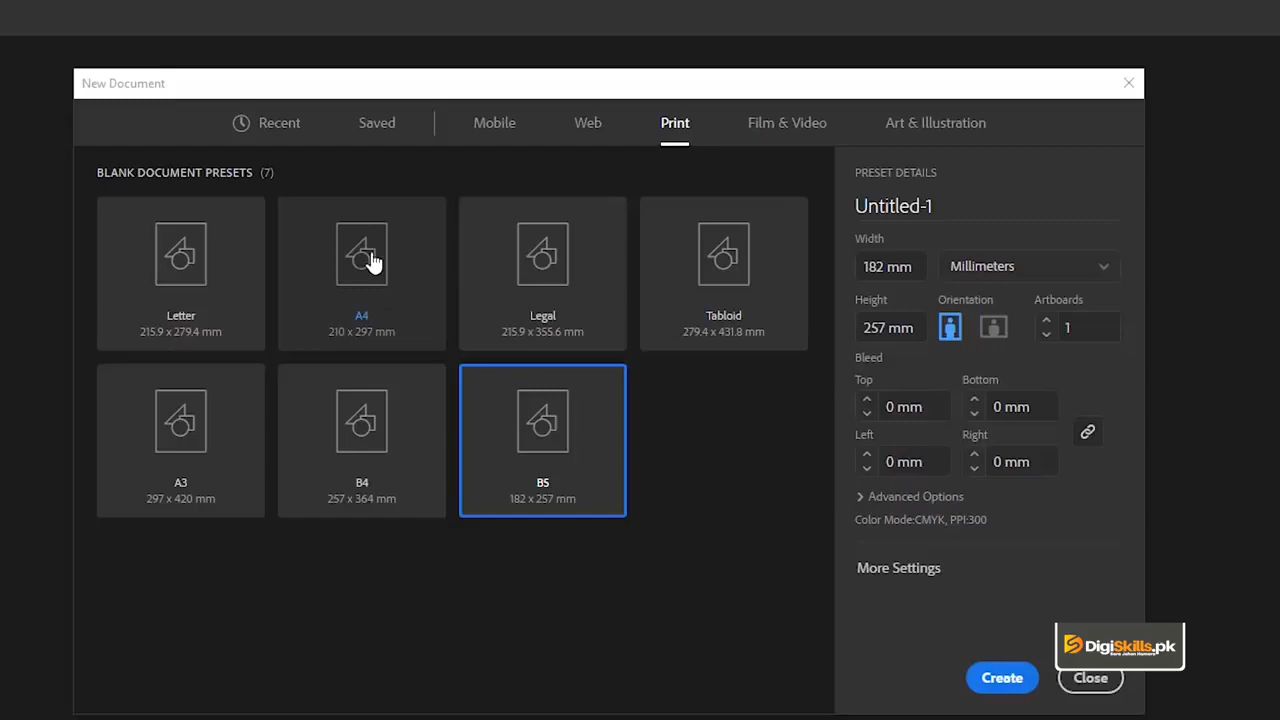 New Document
Recent Saved Mobile Web Print Film & Video Art & Illustration
BLANK DOCUMENT PRESETS (7)
Letter
215.9 x 279.4 mm
A4
210 x 297 mm
Legal
215.9 x 355.6 mm
Tabloid
279.4 x 431.8 mm
A3
297 x 420 mm
B4
257 x 364 mm
B5
182 x 257 mm
PRESET DETAILS
Untitled-1
Width
182 mm Millimeters
Height Orientation Artboards
257 mm 1
Bleed
Top Bottom
0 mm 0 mm
Left Right
0 mm 0 mm
Advanced Options
Color Mode:CMYK, PPI:300
More Settings
DigiSkills.pk
Create Close